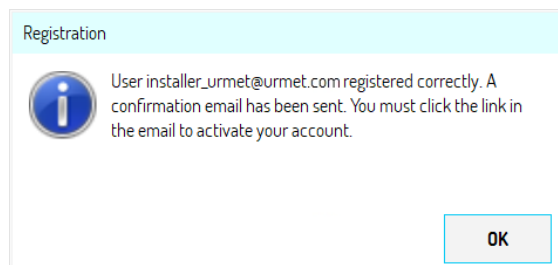 Registration
User installer_urmet@urmet.com registered correctly. A
confirmation email has been sent. You must click the link in
the email to activate your account.
OK